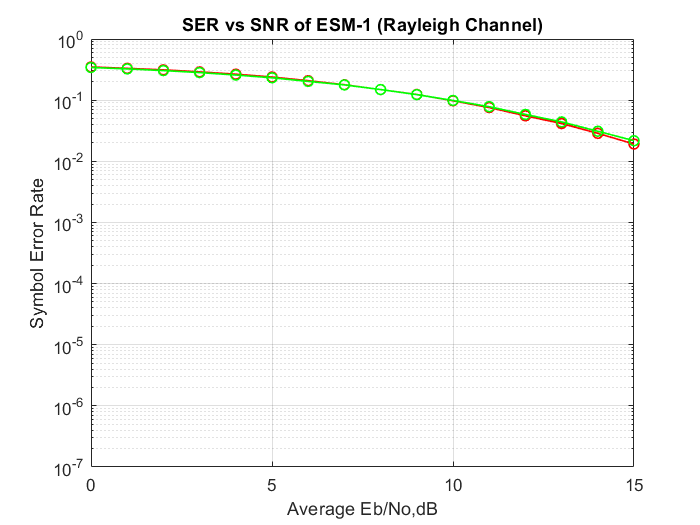 SER vs SNR of ESM-1 (Rayleigh Channel)
10^0
10^-1
10^-2
10^-3
10^-4
10^-5
10^-6
10^-7
Symbol Error Rate
0 5 10 15
Average Eb/No,dB